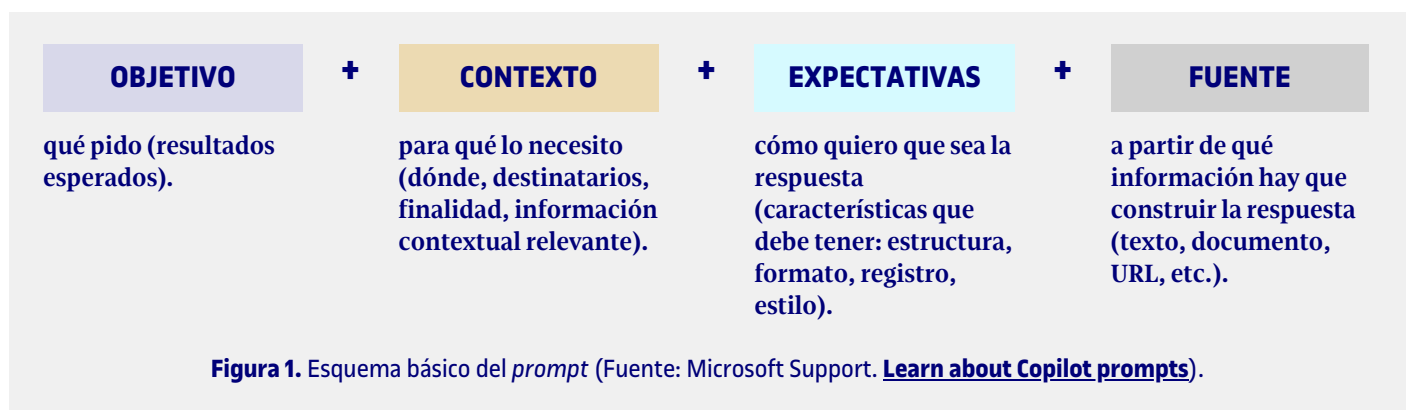 OBJETIVO + CONTEXTO + EXPECTATIVAS + FUENTE
qué pido (resultados
esperados).
para qué lo necesito
(dónde, destinatarios,
finalidad, información
contextual relevante).
cómo quiero que sea la
respuesta
(características que
debe tener: estructura,
formato, registro,
estilo).
a partir de qué
información hay que
construir la respuesta
(texto, documento,
URL, etc.).
Figura 1. Esquema básico del prompt (Fuente: Microsoft Support. Learn about Copilot prompts).